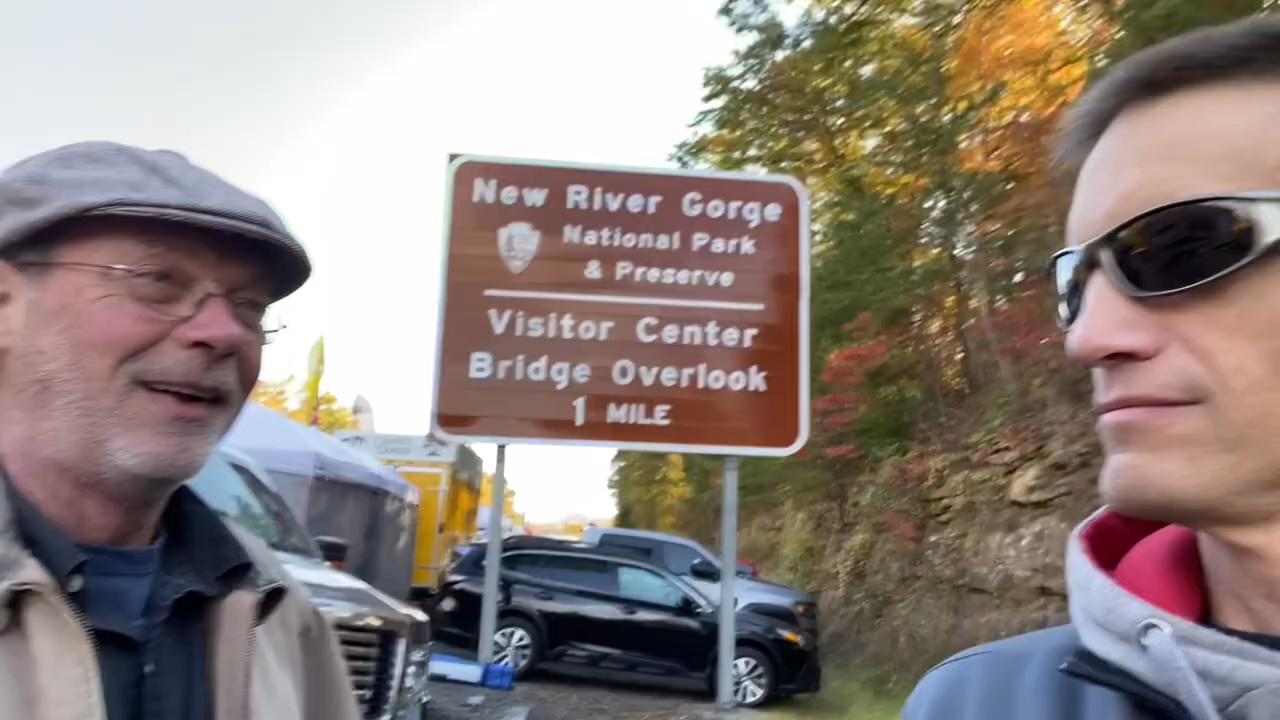 New River Gorge
National Park
& Preserve
Visitor Center
Bridge Overlook
1 MILE